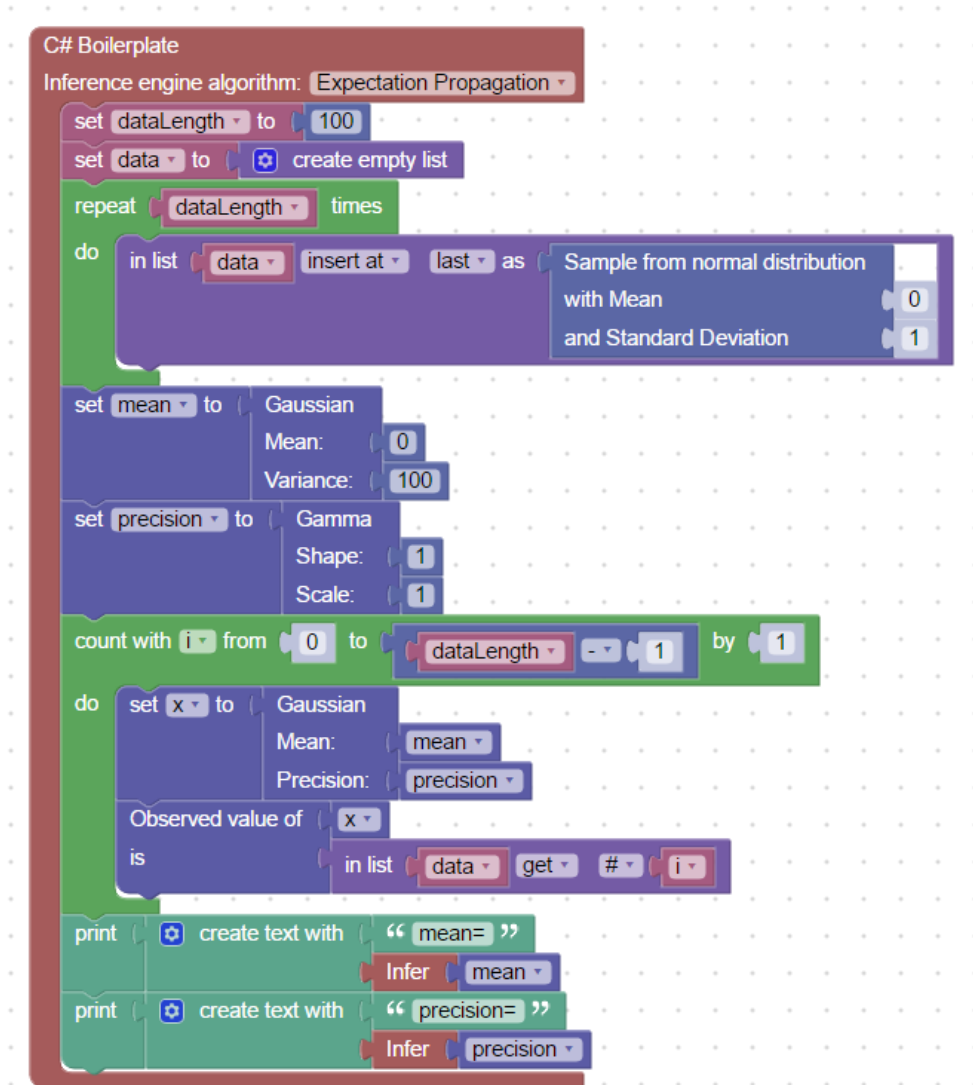 C# Boilerplate
Inference engine algorithm: Expectation Propagation
set dataLength to 100
set data to create empty list
repeat dataLength times
do in list data insert at last as Sample from normal distribution
with Mean 0
and Standard Deviation 1
set mean to Gaussian
Mean: 0
Variance: 100
set precision to Gamma
Shape: 1
Scale: 1
count with i from 0 to dataLength - 1 by 1
do set x to Gaussian
Mean: mean
Precision: precision
Observed value of x
is in list data get # i
print create text with “ mean= ”
Infer mean
print create text with “ precision= ”
Infer precision